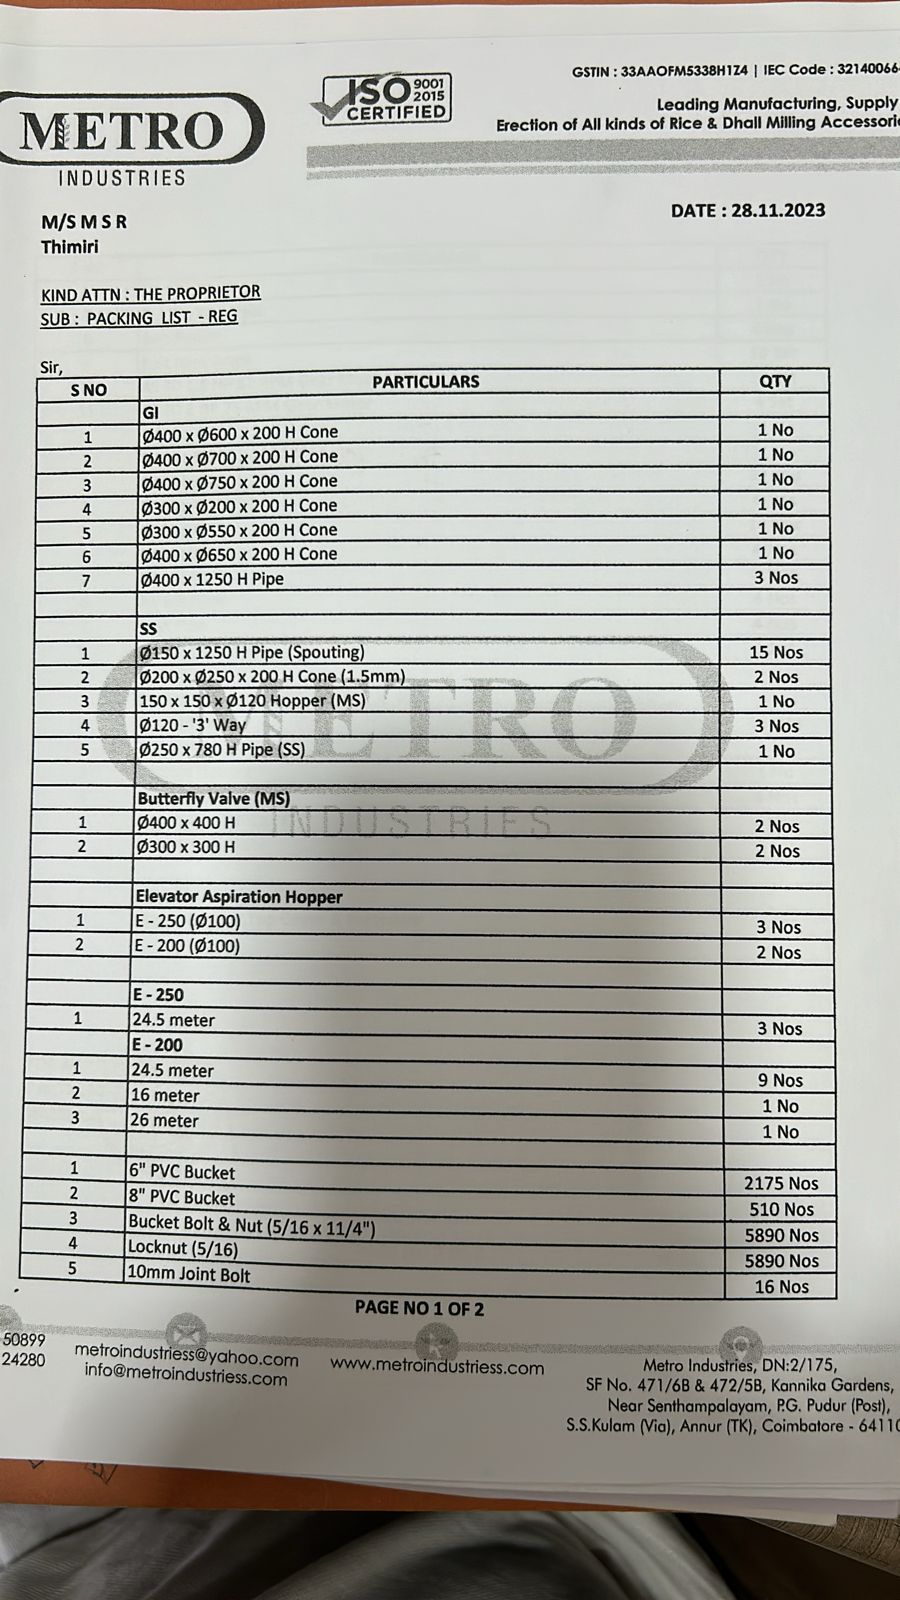 METRO
INDUSTRIES
ISO 9001 2015
CERTIFIED
GSTIN : 33AAOFM5338H1Z4 | IEC Code : 32140066
Leading Manufacturing, Supply
Erection of All kinds of Rice & Dhall Milling Accessori
M/S M S R
Thimiri
DATE : 28.11.2023
KIND ATTN : THE PROPRIETOR
SUB : PACKING LIST - REG
Sir,
S NO PARTICULARS QTY
GI
1 Ø400 x Ø600 x 200 H Cone 1 No
2 Ø400 x Ø700 x 200 H Cone 1 No
3 Ø400 x Ø750 x 200 H Cone 1 No
4 Ø300 x Ø200 x 200 H Cone 1 No
5 Ø300 x Ø550 x 200 H Cone 1 No
6 Ø400 x Ø650 x 200 H Cone 1 No
7 Ø400 x 1250 H Pipe 3 Nos
SS
1 Ø150 x 1250 H Pipe (Spouting) 15 Nos
2 Ø200 x Ø250 x 200 H Cone (1.5mm) 2 Nos
3 150 x 150 x Ø120 Hopper (MS) 1 No
4 Ø120 - '3' Way 3 Nos
5 Ø250 x 780 H Pipe (SS) 1 No
METRO
INDUSTRIES
Butterfly Valve (MS)
1 Ø400 x 400 H 2 Nos
2 Ø300 x 300 H 2 Nos
Elevator Aspiration Hopper
1 E - 250 (Ø100) 3 Nos
2 E - 200 (Ø100) 2 Nos
E - 250
1 24.5 meter 3 Nos
E - 200
1 24.5 meter 9 Nos
2 16 meter 1 No
3 26 meter 1 No
1 6" PVC Bucket 2175 Nos
2 8" PVC Bucket 510 Nos
3 Bucket Bolt & Nut (5/16 x 11/4") 5890 Nos
4 Locknut (5/16) 5890 Nos
5 10mm Joint Bolt 16 Nos
PAGE NO 1 OF 2
50899
24280
metroindustriess@yahoo.com
info@metroindustriess.com
www.metroindustriess.com
Metro Industries, DN:2/175,
SF No. 471/6B & 472/5B, Kannika Gardens,
Near Senthampalayam, P.G. Pudur (Post),
S.S.Kulam (Via), Annur (TK), Coimbatore - 64110